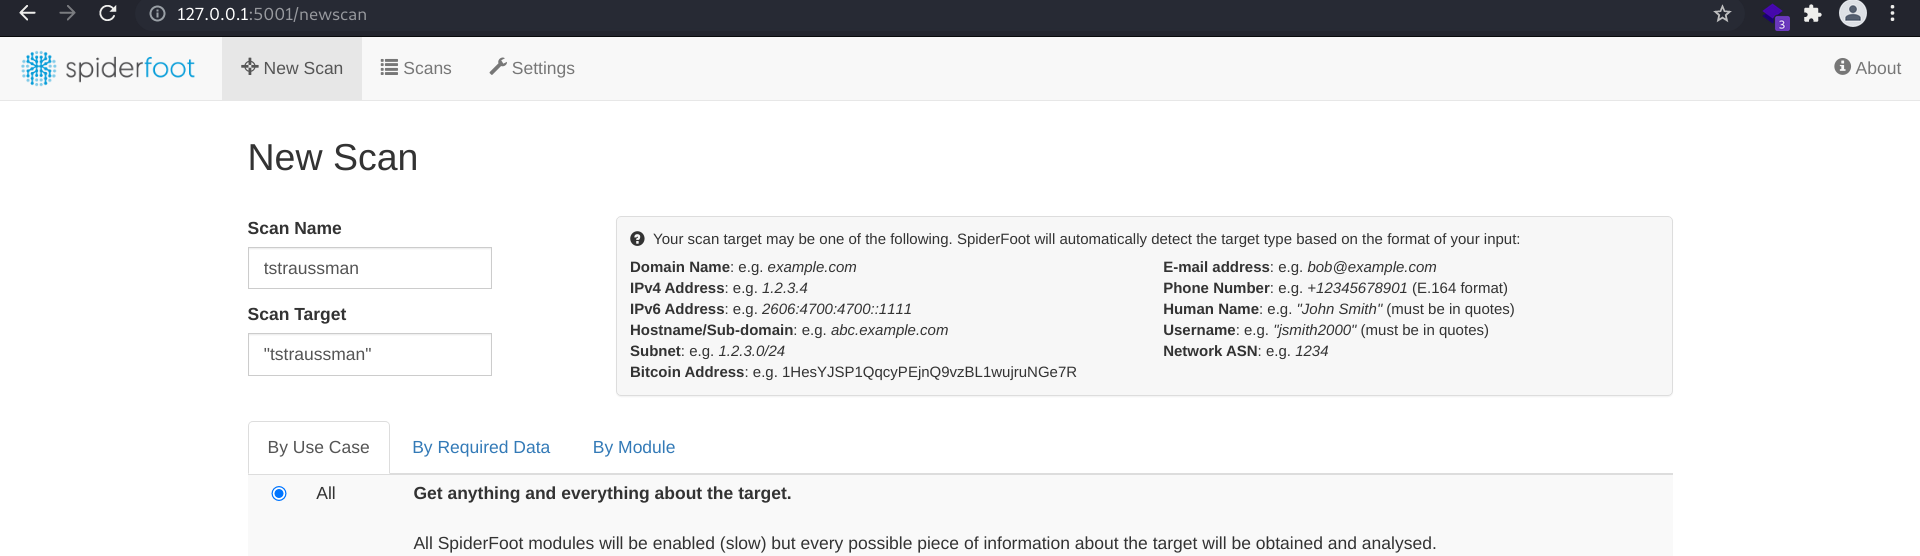 127.0.0.1:5001/newscan
3
spiderfoot New Scan Scans Settings About
New Scan
Scan Name
tstraussman
Scan Target
"tstraussman"
Your scan target may be one of the following. SpiderFoot will automatically detect the target type based on the format of your input:
Domain Name: e.g. example.com
IPv4 Address: e.g. 1.2.3.4
IPv6 Address: e.g. 2606:4700:4700::1111
Hostname/Sub-domain: e.g. abc.example.com
Subnet: e.g. 1.2.3.0/24
Bitcoin Address: e.g. 1HesYJSP1QqcyPEjnQ9vzBL1wujruNGe7R
E-mail address: e.g. bob@example.com
Phone Number: e.g. +12345678901 (E.164 format)
Human Name: e.g. "John Smith" (must be in quotes)
Username: e.g. "jsmith2000" (must be in quotes)
Network ASN: e.g. 1234
By Use Case By Required Data By Module
All Get anything and everything about the target.
All SpiderFoot modules will be enabled (slow) but every possible piece of information about the target will be obtained and analysed.